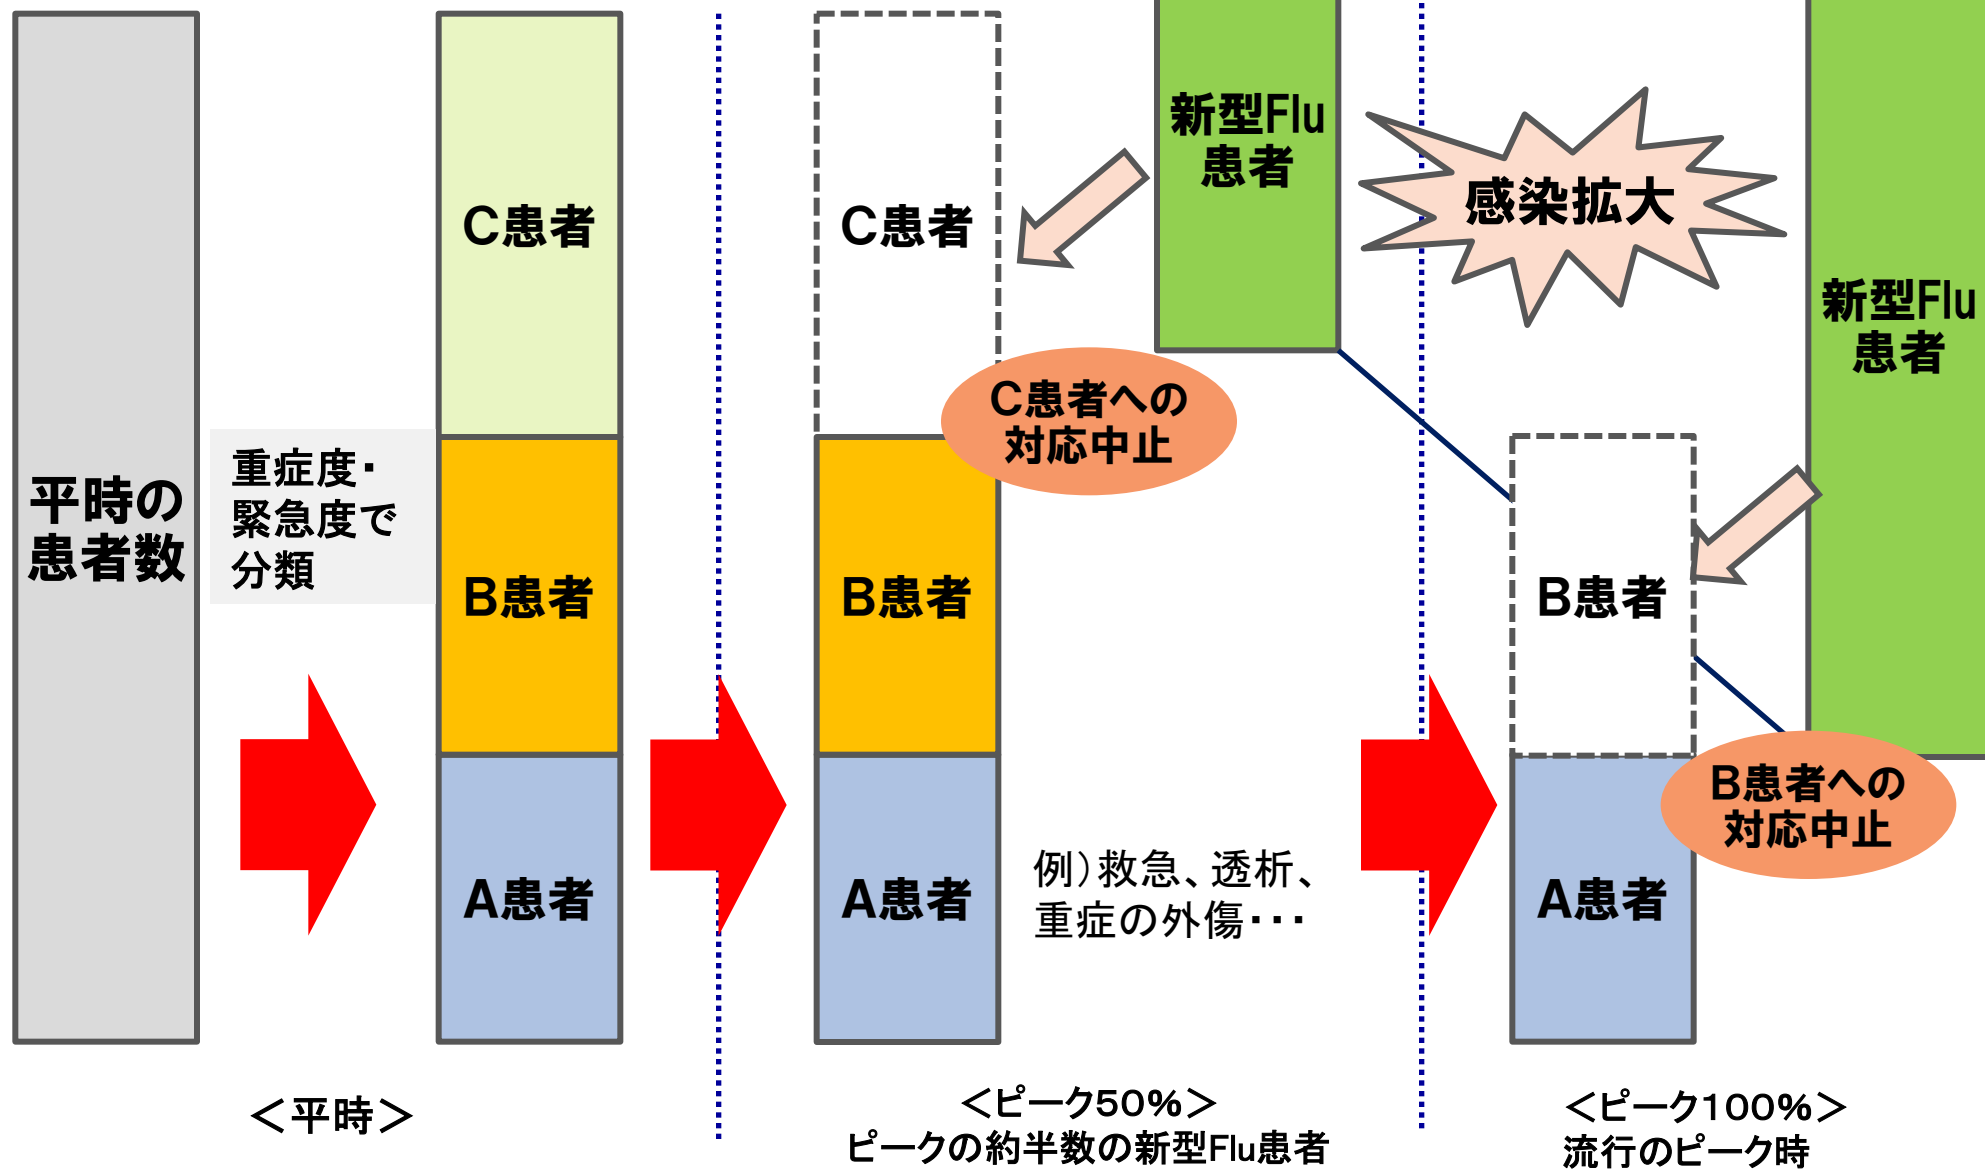 平時の
患者数
重症度・
緊急度で
分類
C患者
B患者
A患者
＜平時＞
C患者
B患者
A患者
新型Flu
患者
C患者への
対応中止
例）救急、透析、
重症の外傷・・・
＜ピーク50%＞
ピークの約半数の新型Flu患者
感染拡大
新型Flu
患者
B患者
A患者
B患者への
対応中止
＜ピーク100%＞
流行のピーク時